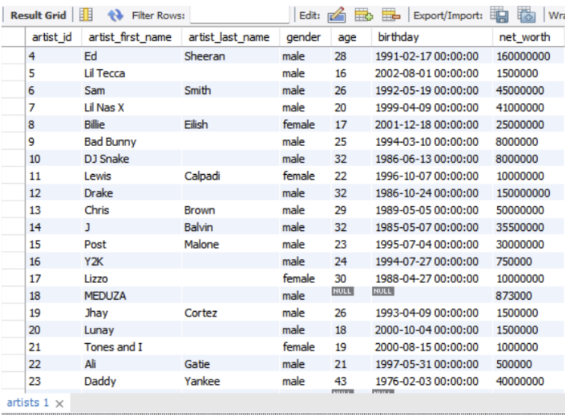 Result Grid Filter Rows: Edit: Export/Import:
artist_id artist_first_name artist_last_name gender age birthday net_worth
4 Ed Sheeran male 28 1991-02-17 00:00:00 160000000
5 Lil Tecca male 16 2002-08-01 00:00:00 1500000
6 Sam Smith male 26 1992-05-19 00:00:00 45000000
7 Lil Nas X male 20 1999-04-09 00:00:00 41000000
8 Billie Eilish female 17 2001-12-18 00:00:00 25000000
9 Bad Bunny male 25 1994-03-10 00:00:00 8000000
10 DJ Snake male 32 1986-06-13 00:00:00 8000000
11 Lewis Calpadi female 22 1996-10-07 00:00:00 10000000
12 Drake male 32 1986-10-24 00:00:00 150000000
13 Chris Brown male 29 1989-05-05 00:00:00 50000000
14 J Balvin male 32 1985-05-07 00:00:00 35500000
15 Post Malone male 23 1995-07-04 00:00:00 30000000
16 Y2K male 24 1994-07-27 00:00:00 750000
17 Lizzo female 30 1988-04-27 00:00:00 10000000
18 MEDUZA male NULL NULL 873000
19 Jhay Cortez male 26 1993-04-09 00:00:00 1500000
20 Lunay male 18 2000-10-04 00:00:00 1500000
21 Tones and I female 19 2000-08-15 00:00:00 1000000
22 Ali Gatie male 21 1997-05-31 00:00:00 500000
23 Daddy Yankee male 43 1976-02-03 00:00:00 40000000
artists 1